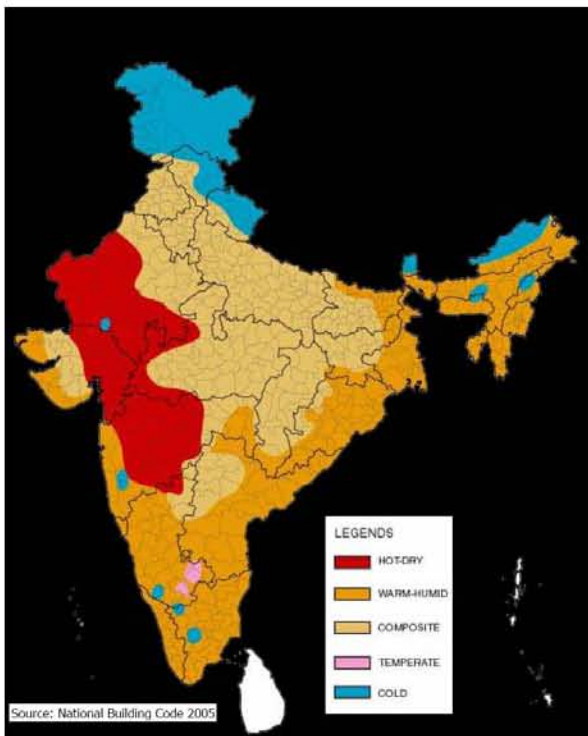 LEGENDS
HOT-DRY
WARM-HUMID
COMPOSITE
TEMPERATE
COLD
Source: National Building Code 2005